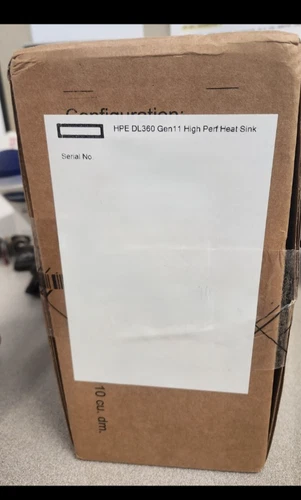 Configuration:
HPE DL360 Gen11 High Perf Heat Sink
Serial No.
10 cu. dm.